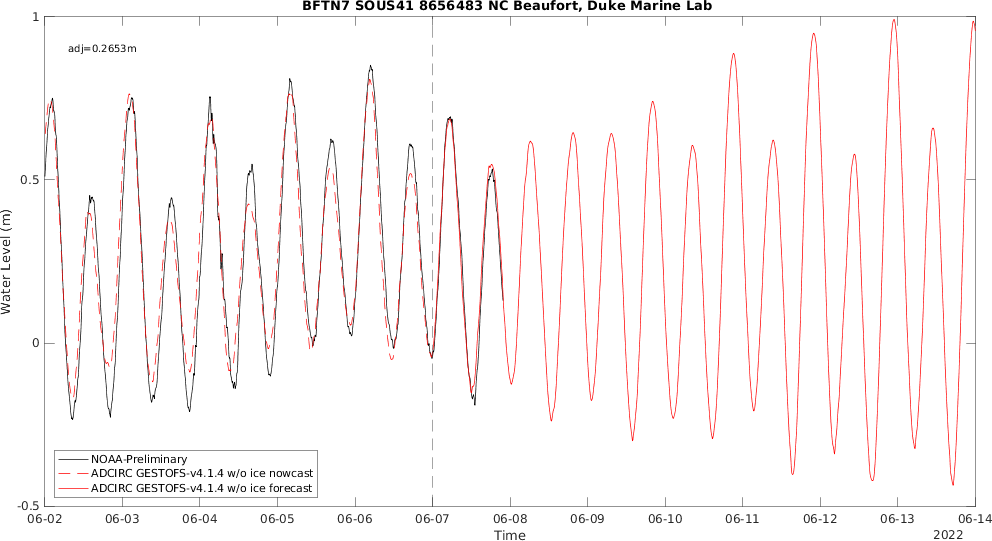 BFTN7 SOUS41 8656483 NC Beaufort, Duke Marine Lab
1
adj=0.2653m
0.5
Water Level (m)
0
NOAA-Preliminary
ADCIRC GESTOFS-v4.1.4 w/o ice nowcast
ADCIRC GESTOFS-v4.1.4 w/o ice forecast
-0.5
06-02 06-03 06-04 06-05 06-06 06-07 06-08 06-09 06-10 06-11 06-12 06-13 06-14
Time
2022